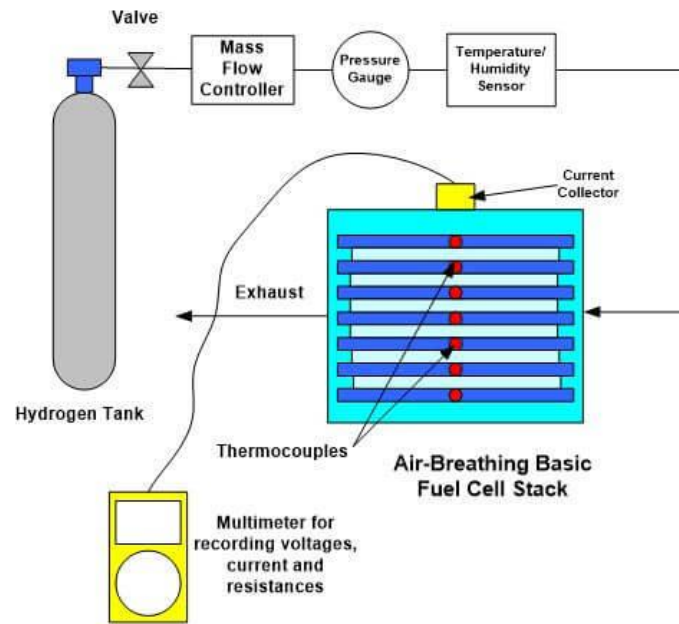 Valve
Mass
Flow
Controller
Pressure
Gauge
Temperature/
Humidity
Sensor
Current
Collector
Exhaust
Hydrogen Tank
Thermocouples
Air-Breathing Basic
Fuel Cell Stack
Multimeter for
recording voltages,
current and
resistances